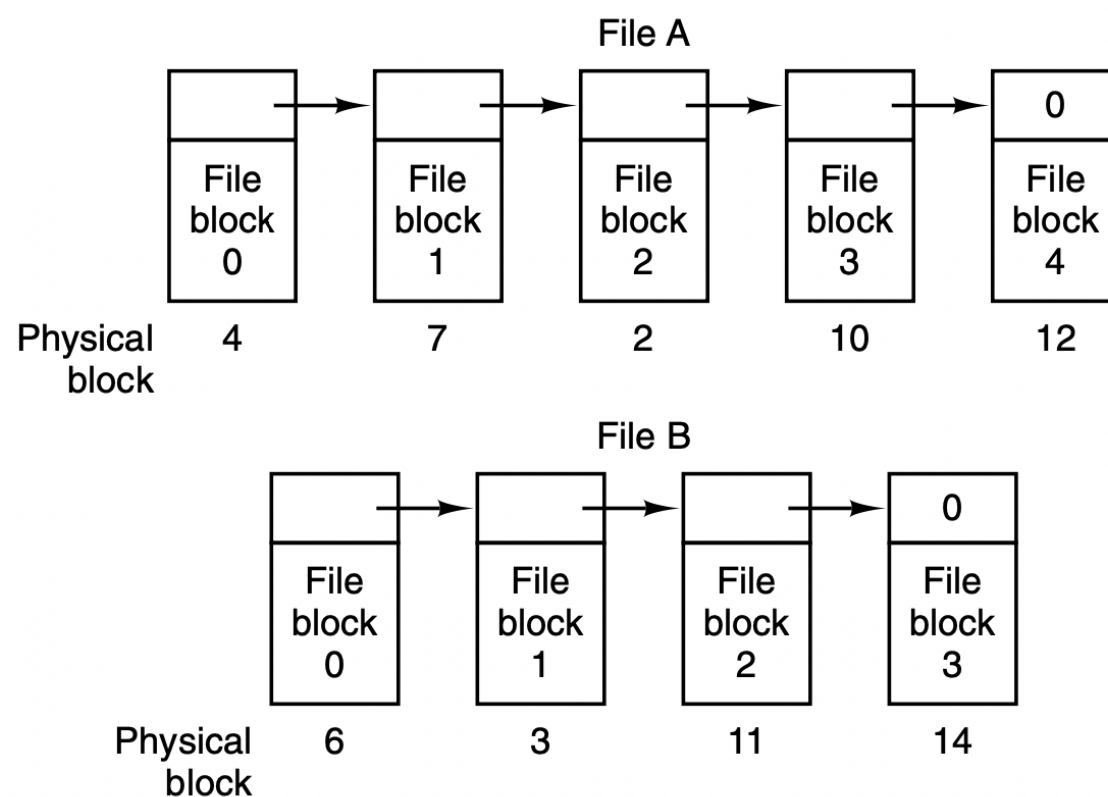 File A
0
File File File File File
block block block block block
0 1 2 3 4
Physical 4 7 2 10 12
block
File B
0
File File File File
block block block block
0 1 2 3
Physical 6 3 11 14
block